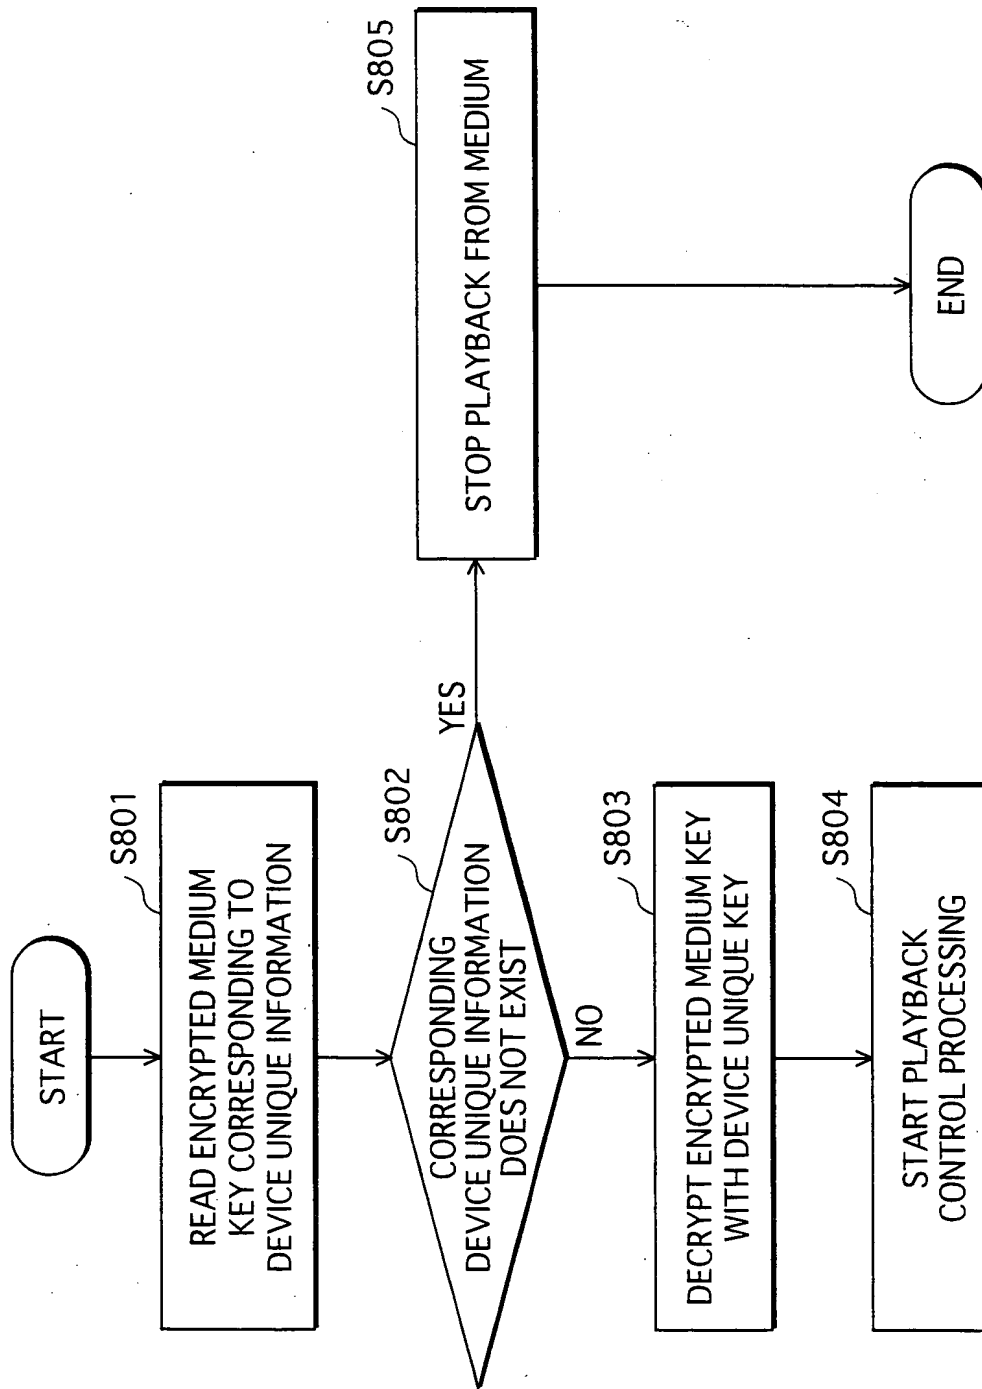 START
S801
READ ENCRYPTED MEDIUM
KEY CORRESPONDING TO
DEVICE UNIQUE INFORMATION
S802
CORRESPONDING
DEVICE UNIQUE INFORMATION
DOES NOT EXIST
YES
NO
S803
DECRYPT ENCRYPTED MEDIUM KEY
WITH DEVICE UNIQUE KEY
S804
START PLAYBACK
CONTROL PROCESSING
S805
STOP PLAYBACK FROM MEDIUM
END